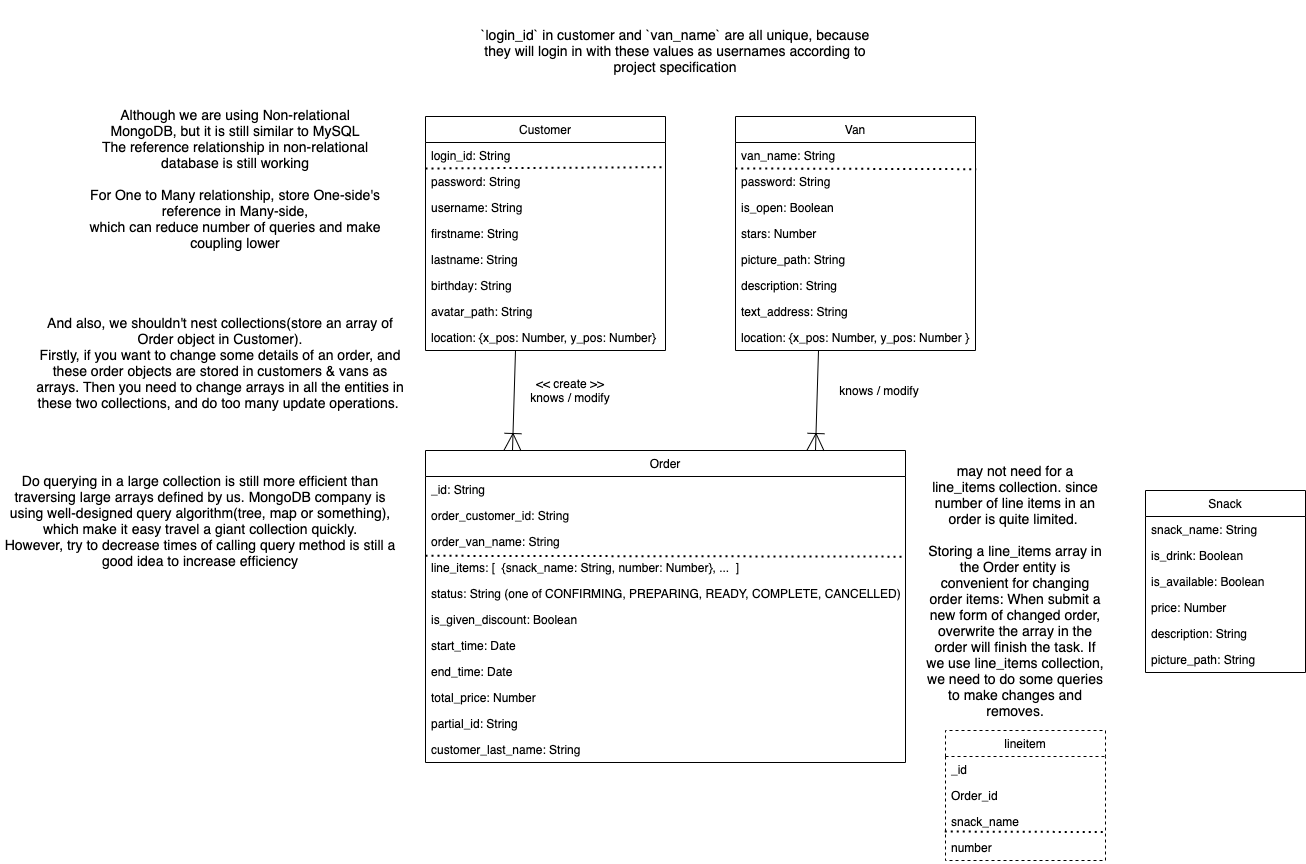 `login_id` in customer and `van_name` are all unique, because
they will login in with these values as usernames according to
project specification
Although we are using Non-relational
MongoDB, but it is still similar to MySQL
The reference relationship in non-relational
database is still working
For One to Many relationship, store One-side's
reference in Many-side,
which can reduce number of queries and make
coupling lower
And also, we shouldn't nest collections(store an array of
Order object in Customer).
Firstly, if you want to change some details of an order, and
these order objects are stored in customers & vans as
arrays. Then you need to change arrays in all the entities in
these two collections, and do too many update operations.
Do querying in a large collection is still more efficient than
traversing large arrays defined by us. MongoDB company is
using well-designed query algorithm(tree, map or something),
which make it easy travel a giant collection quickly.
However, try to decrease times of calling query method is still a
good idea to increase efficiency
Customer
login_id: String
password: String
username: String
firstname: String
lastname: String
birthday: String
avatar_path: String
location: {x_pos: Number, y_pos: Number}
Van
van_name: String
password: String
is_open: Boolean
stars: Number
picture_path: String
description: String
text_address: String
location: {x_pos: Number, y_pos: Number }
<< create >>
knows / modify
knows / modify
Order
_id: String
order_customer_id: String
order_van_name: String
line_items: [  {snack_name: String, number: Number}, ...  ]
status: String (one of CONFIRMING, PREPARING, READY, COMPLETE, CANCELLED)
is_given_discount: Boolean
start_time: Date
end_time: Date
total_price: Number
partial_id: String
customer_last_name: String
may not need for a
line_items collection. since
number of line items in an
order is quite limited.
Storing a line_items array in
the Order entity is
convenient for changing
order items: When submit a
new form of changed order,
overwrite the array in the
order will finish the task. If
we use line_items collection,
we need to do some queries
to make changes and
removes.
lineitem
_id
Order_id
snack_name
number
Snack
snack_name: String
is_drink: Boolean
is_available: Boolean
price: Number
description: String
picture_path: String